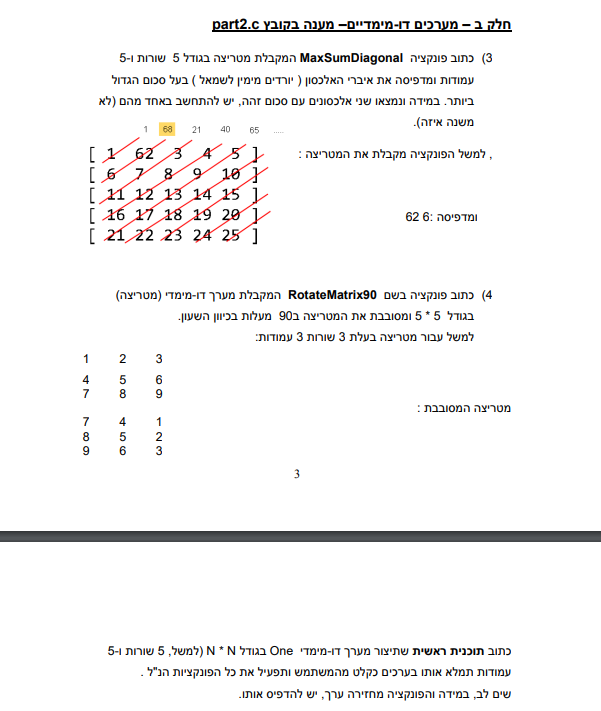 חלק ב – מערכים דו-מימדיים– מענה בקובץ part2.c
3) כתוב פונקציה MaxSumDiagonal המקבלת מטריצה בגודל 5 שורות ו-5
עמודות ומדפיסה את איברי האלכסון ( יורדים מימין לשמאל ) בעל סכום הגדול
ביותר. במידה ונמצאו שני אלכסונים עם סכום זהה, יש להתחשב באחד מהם (לא
משנה איזה).
1 68 21 40 65 .....
, למשל הפונקציה מקבלת את המטריצה :
[ 1 62 3 4 5 ]
[ 6 7 8 9 10 ]
[ 11 12 13 14 15 ]
[ 16 17 18 19 20 ]
[ 21 22 23 24 25 ]
ומדפיסה: 6 62
4) כתוב פונקציה בשם RotateMatrix90 המקבלת מערך דו-מימדי (מטריצה)
בגודל 5 * 5 ומסובבת את המטריצה ב90 מעלות בכיוון השעון.
למשל עבור מטריצה בעלת 3 שורות 3 עמודות:
1 2 3
4 5 6
7 8 9
מטריצה המסובבת :
7 4 1
8 5 2
9 6 3
3
כתוב תוכנית ראשית שתיצור מערך דו-מימדי One בגודל N * N (למשל, 5 שורות ו-5
עמודות תמלא אותו בערכים כקלט מהמשתמש ותפעיל את כל הפונקציות הנ"ל .
שים לב, במידה והפונקציה מחזירה ערך, יש להדפיס אותו.